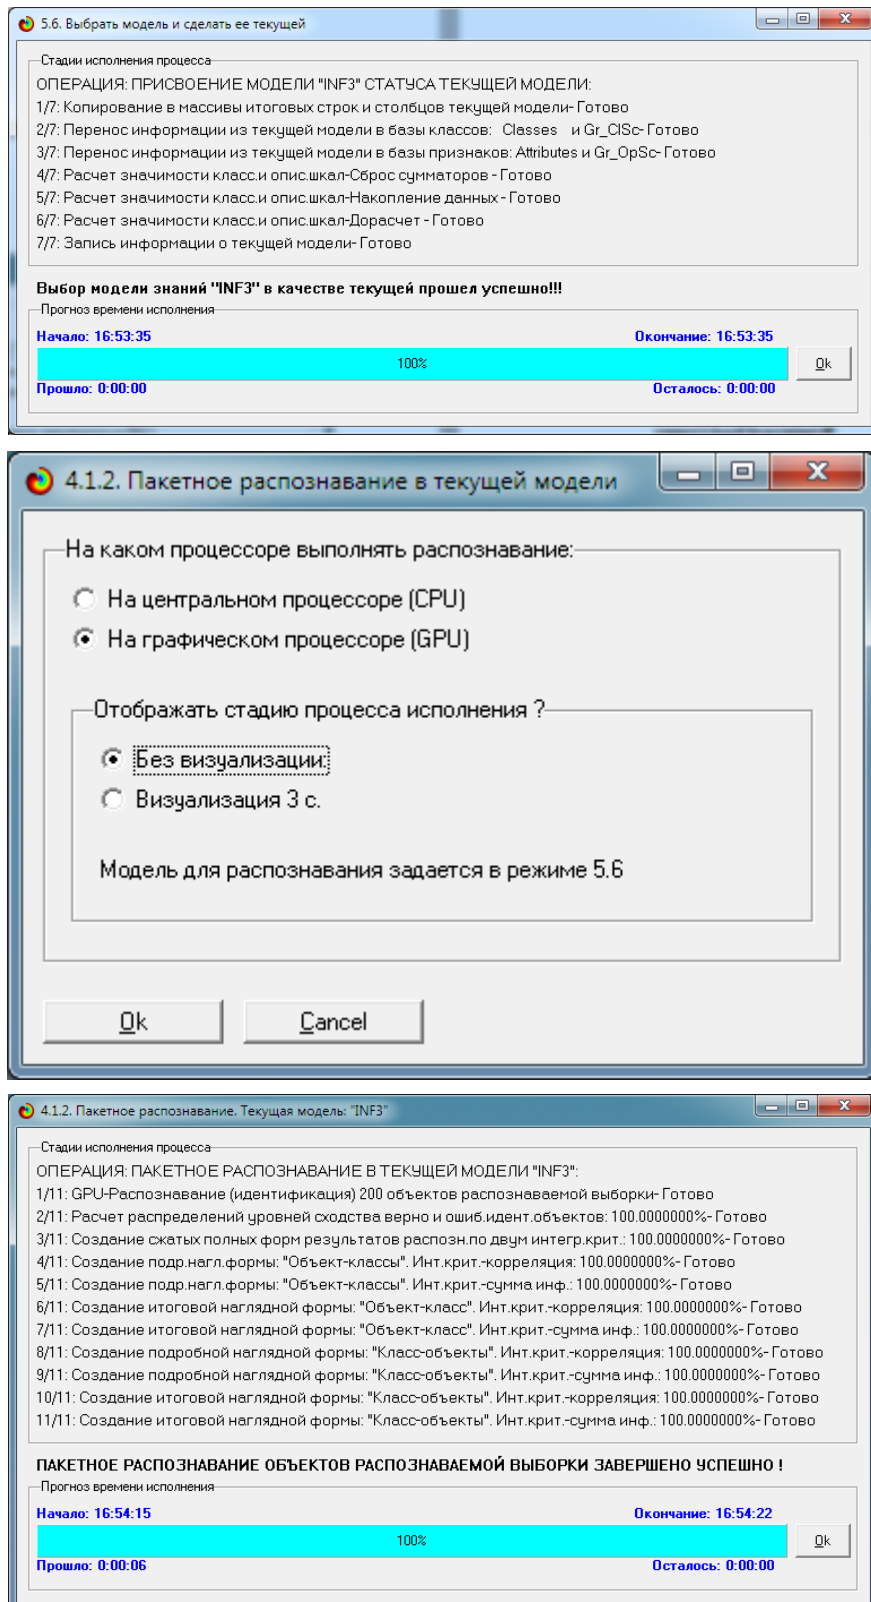 5.6. Выбрать модель и сделать ее текущей
Стадии исполнения процесса
ОПЕРАЦИЯ: ПРИСВОЕНИЕ МОДЕЛИ "INF3" СТАТУСА ТЕКУЩЕЙ МОДЕЛИ:
1/7: Копирование в массивы итоговых строк и столбцов текущей модели- Готово
2/7: Перенос информации из текущей модели в базы классов: Classes и Gr_ClSc- Готово
3/7: Перенос информации из текущей модели в базы признаков: Attributes и Gr_OpSc- Готово
4/7: Расчет значимости класс.и опис.шкал-Сброс сумматоров - Готово
5/7: Расчет значимости класс.и опис.шкал-Накопление данных - Готово
6/7: Расчет значимости класс.и опис.шкал-Дорасчет - Готово
7/7: Запись информации о текущей модели- Готово
Выбор модели знаний "INF3" в качестве текущей прошел успешно!!!
Прогноз времени исполнения
Начало: 16:53:35 Окончание: 16:53:35
100% Ok
Прошло: 0:00:00 Осталось: 0:00:00
4.1.2. Пакетное распознавание в текущей модели
На каком процессоре выполнять распознавание:
На центральном процессоре (CPU)
На графическом процессоре (GPU)
Отображать стадию процесса исполнения ?
Без визуализации:
Визуализация 3 с.
Модель для распознавания задается в режиме 5.6
Ok Cancel
4.1.2. Пакетное распознавание. Текущая модель: "INF3"
Стадии исполнения процесса
ОПЕРАЦИЯ: ПАКЕТНОЕ РАСПОЗНАВАНИЕ В ТЕКУЩЕЙ МОДЕЛИ "INF3":
1/11: GPU-Распознавание (идентификация) 200 объектов распознаваемой выборки- Готово
2/11: Расчет распределений уровней сходства верно и ошиб.идент.объектов: 100.0000000%- Готово
3/11: Создание сжатых полных форм результатов распозн.по двум интегр.крит.: 100.0000000%- Готово
4/11: Создание подр.нагл.формы: "Объект-классы". Инт.крит.-корреляция: 100.0000000%- Готово
5/11: Создание подр.нагл.формы: "Объект-классы". Инт.крит.-сумма инф.: 100.0000000%- Готово
6/11: Создание итоговой наглядной формы: "Объект-класс". Инт.крит.-корреляция: 100.0000000%- Готово
7/11: Создание итоговой наглядной формы: "Объект-класс". Инт.крит.-сумма инф.: 100.0000000%- Готово
8/11: Создание подробной наглядной формы: "Класс-объекты". Инт.крит.-корреляция: 100.0000000%- Готово
9/11: Создание подробной наглядной формы: "Класс-объекты". Инт.крит.-сумма инф.: 100.0000000%- Готово
10/11: Создание итоговой наглядной формы: "Класс-объекты". Инт.крит.-корреляция: 100.0000000%- Готово
11/11: Создание итоговой наглядной формы: "Класс-объекты". Инт.крит.-сумма инф.: 100.0000000%- Готово
ПАКЕТНОЕ РАСПОЗНАВАНИЕ ОБЪЕКТОВ РАСПОЗНАВАЕМОЙ ВЫБОРКИ ЗАВЕРШЕНО УСПЕШНО !
Прогноз времени исполнения
Начало: 16:54:15 Окончание: 16:54:22
100% Ok
Прошло: 0:00:06 Осталось: 0:00:00